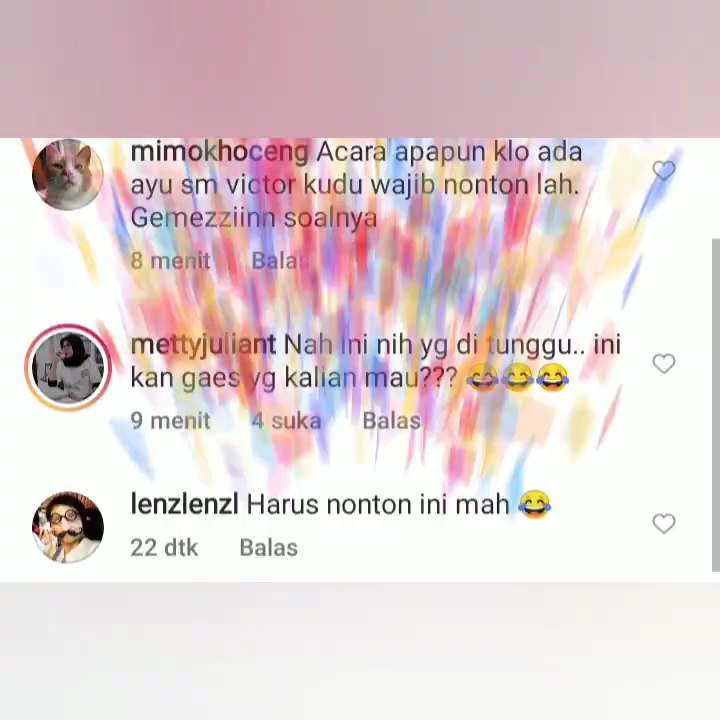 mimokhoceng Acara apapun klo ada
ayu sm victor kudu wajib nonton lah.
Gemezziinn soalnya
8 menit Balas
mettyjuliant Nah ini nih yg di tunggu.. ini
kan gaes yg kalian mau??? 😂😂😂
9 menit 4 suka Balas
lenzlenzl Harus nonton ini mah 😂
22 dtk Balas